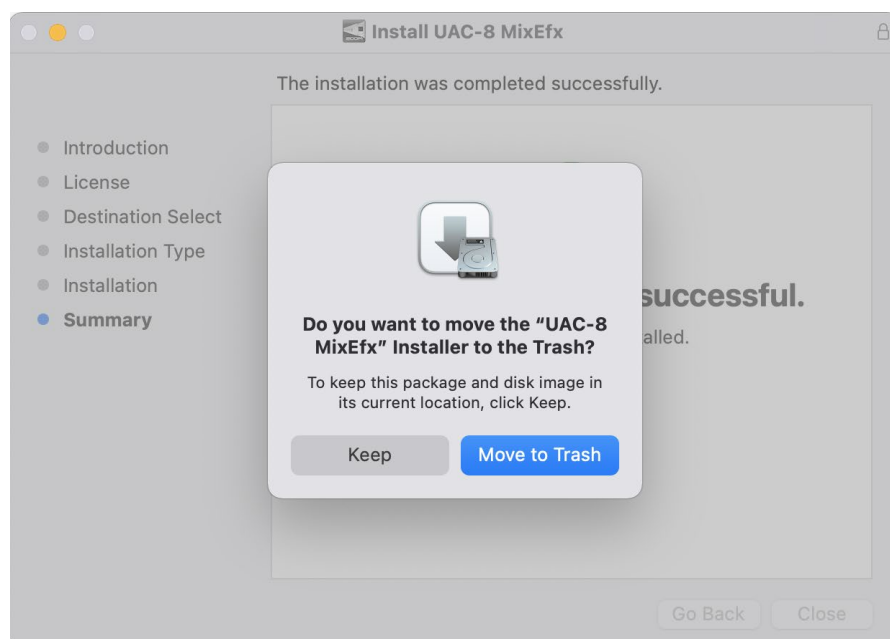 Install UAC-8 MixEfx
The installation was completed successfully.
Introduction
License
Destination Select
Installation Type
Installation
Summary
successful.
alled.
Do you want to move the “UAC-8
MixEfx” Installer to the Trash?
To keep this package and disk image in
its current location, click Keep.
Keep
Move to Trash
Go Back
Close